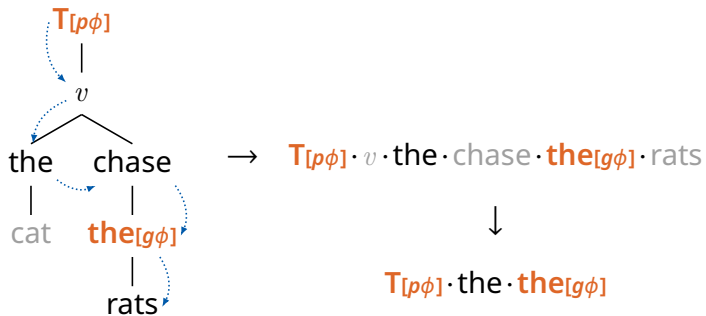 T[pϕ]
v
the chase
cat the[gϕ]
rats
→ T[pϕ]·v·the·chase·the[gϕ]·rats
↓
T[pϕ]·the·the[gϕ]